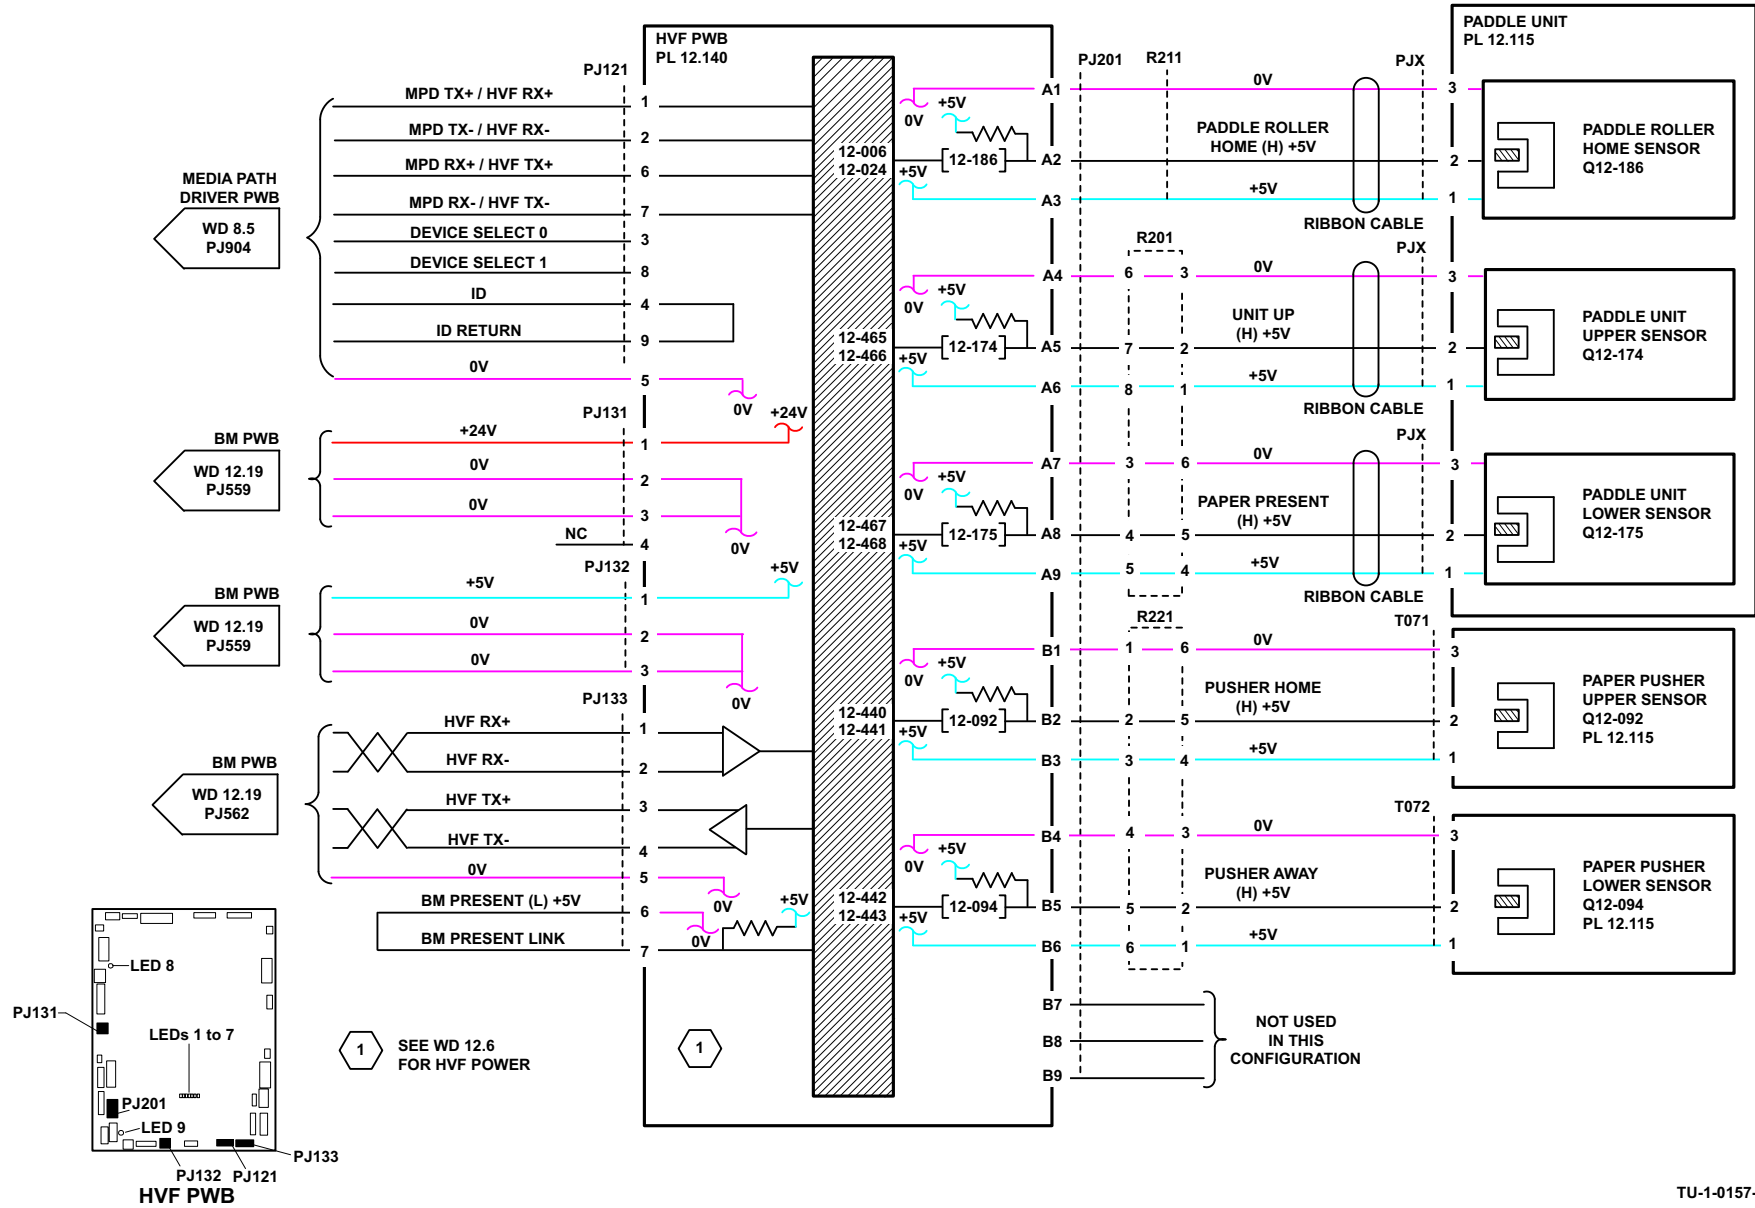 HVF PWB
PL 12.140
PADDLE UNIT
PL 12.115
PJ121
MPD TX+ / HVF RX+
1
MPD TX- / HVF RX-
2
MPD RX+ / HVF TX+
6
MPD RX- / HVF TX-
7
DEVICE SELECT 0
3
DEVICE SELECT 1
8
ID
4
ID RETURN
9
0V
5
0V
MEDIA PATH
DRIVER PWB
WD 8.5
PJ904
PJ131
+24V
1
+24V
0V
2
0V
3
0V
NC
4
BM PWB
WD 12.19
PJ559
PJ132
+5V
1
+5V
0V
2
0V
3
0V
BM PWB
WD 12.19
PJ559
PJ133
HVF RX+
1
HVF RX-
2
HVF TX+
3
HVF TX-
4
0V
5
0V
BM PRESENT (L) +5V
6
0V
+5V
BM PRESENT LINK
7
BM PWB
WD 12.19
PJ562
PJ201
R211
PJX
0V
+5V
A1
0V
3
12-006
12-024
12-186
A2
PADDLE ROLLER
HOME (H) +5V
2
+5V
A3
+5V
1
RIBBON CABLE
PADDLE ROLLER
HOME SENSOR
Q12-186
R201
PJX
0V
+5V
A4
6
3
0V
3
12-465
12-466
12-174
A5
7
2
UNIT UP
(H) +5V
2
+5V
A6
8
1
+5V
1
RIBBON CABLE
PADDLE UNIT
UPPER SENSOR
Q12-174
PJX
0V
+5V
A7
3
6
0V
3
12-467
12-468
12-175
A8
4
5
PAPER PRESENT
(H) +5V
2
+5V
A9
5
4
+5V
1
RIBBON CABLE
PADDLE UNIT
LOWER SENSOR
Q12-175
R221
T071
0V
+5V
B1
1
6
0V
3
12-440
12-441
12-092
B2
2
5
PUSHER HOME
(H) +5V
2
+5V
B3
3
4
+5V
1
PAPER PUSHER
UPPER SENSOR
Q12-092
PL 12.115
T072
0V
+5V
B4
4
3
0V
3
12-442
12-443
12-094
B5
5
2
PUSHER AWAY
(H) +5V
2
+5V
B6
6
1
+5V
1
PAPER PUSHER
LOWER SENSOR
Q12-094
PL 12.115
B7
B8
B9
NOT USED
IN THIS
CONFIGURATION
1
SEE WD 12.6
FOR HVF POWER
1
LED 8
PJ131
LEDs 1 to 7
PJ201
LED 9
PJ133
PJ132
PJ121
HVF PWB
TU-1-0157-